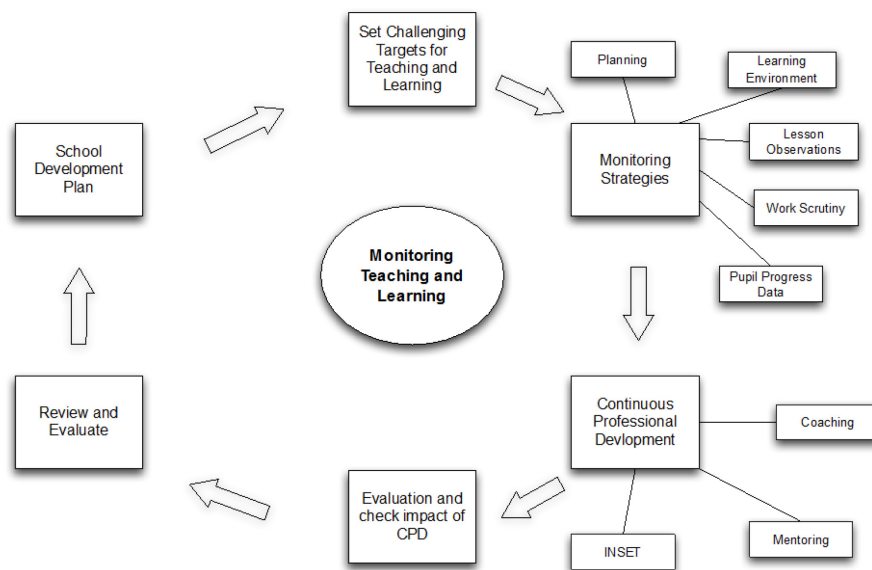 Set Challenging
Targets for
Teaching and
Learning
Planning
Learning
Environment
School
Development
Plan
Monitoring
Strategies
Lesson
Observations
Work Scrutiny
Monitoring
Teaching and
Learning
Pupil Progress
Data
Review and
Evaluate
Continuous
Professional
Devlopment
Coaching
Evaluation and
check impact of
CPD
INSET
Mentoring